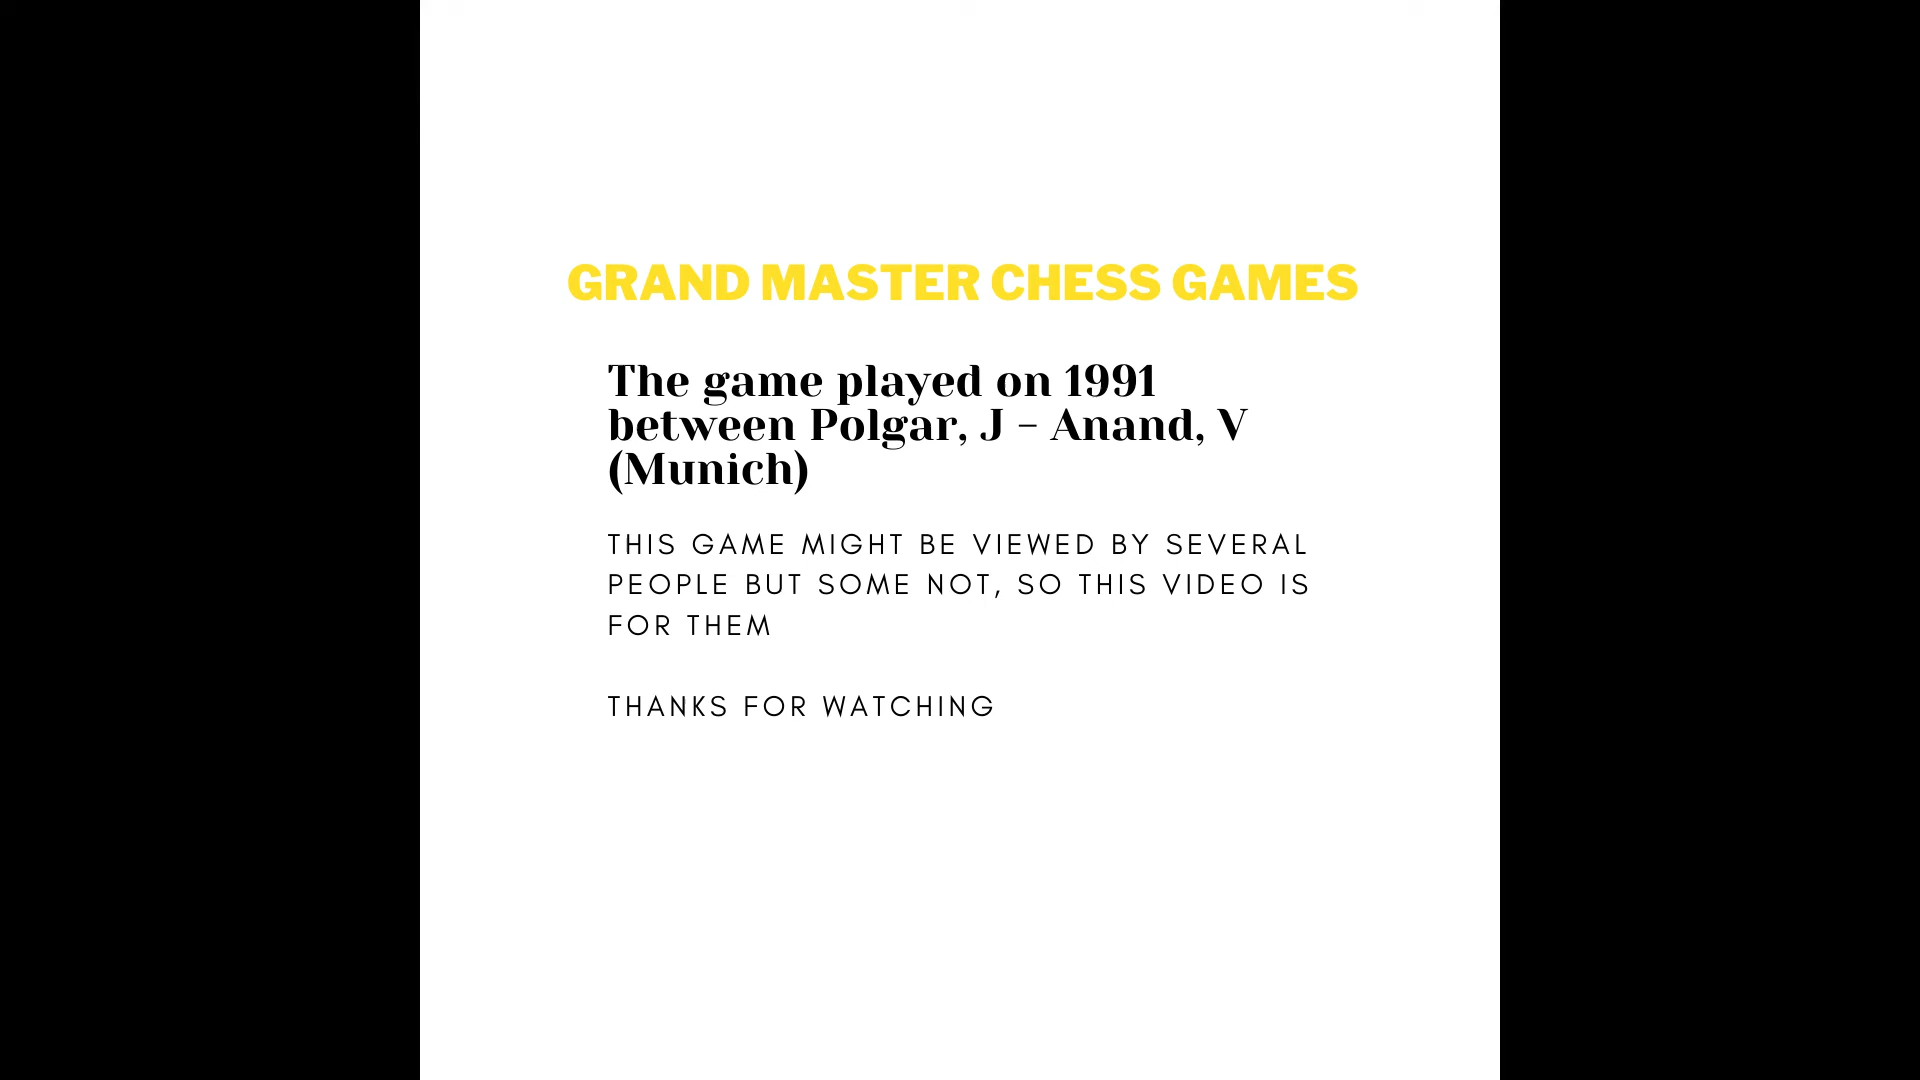 GRAND MASTER CHESS GAMES
The game played on 1991
between Polgar, J - Anand, V
(Munich)
THIS GAME MIGHT BE VIEWED BY SEVERAL
PEOPLE BUT SOME NOT, SO THIS VIDEO IS
FOR THEM
THANKS FOR WATCHING